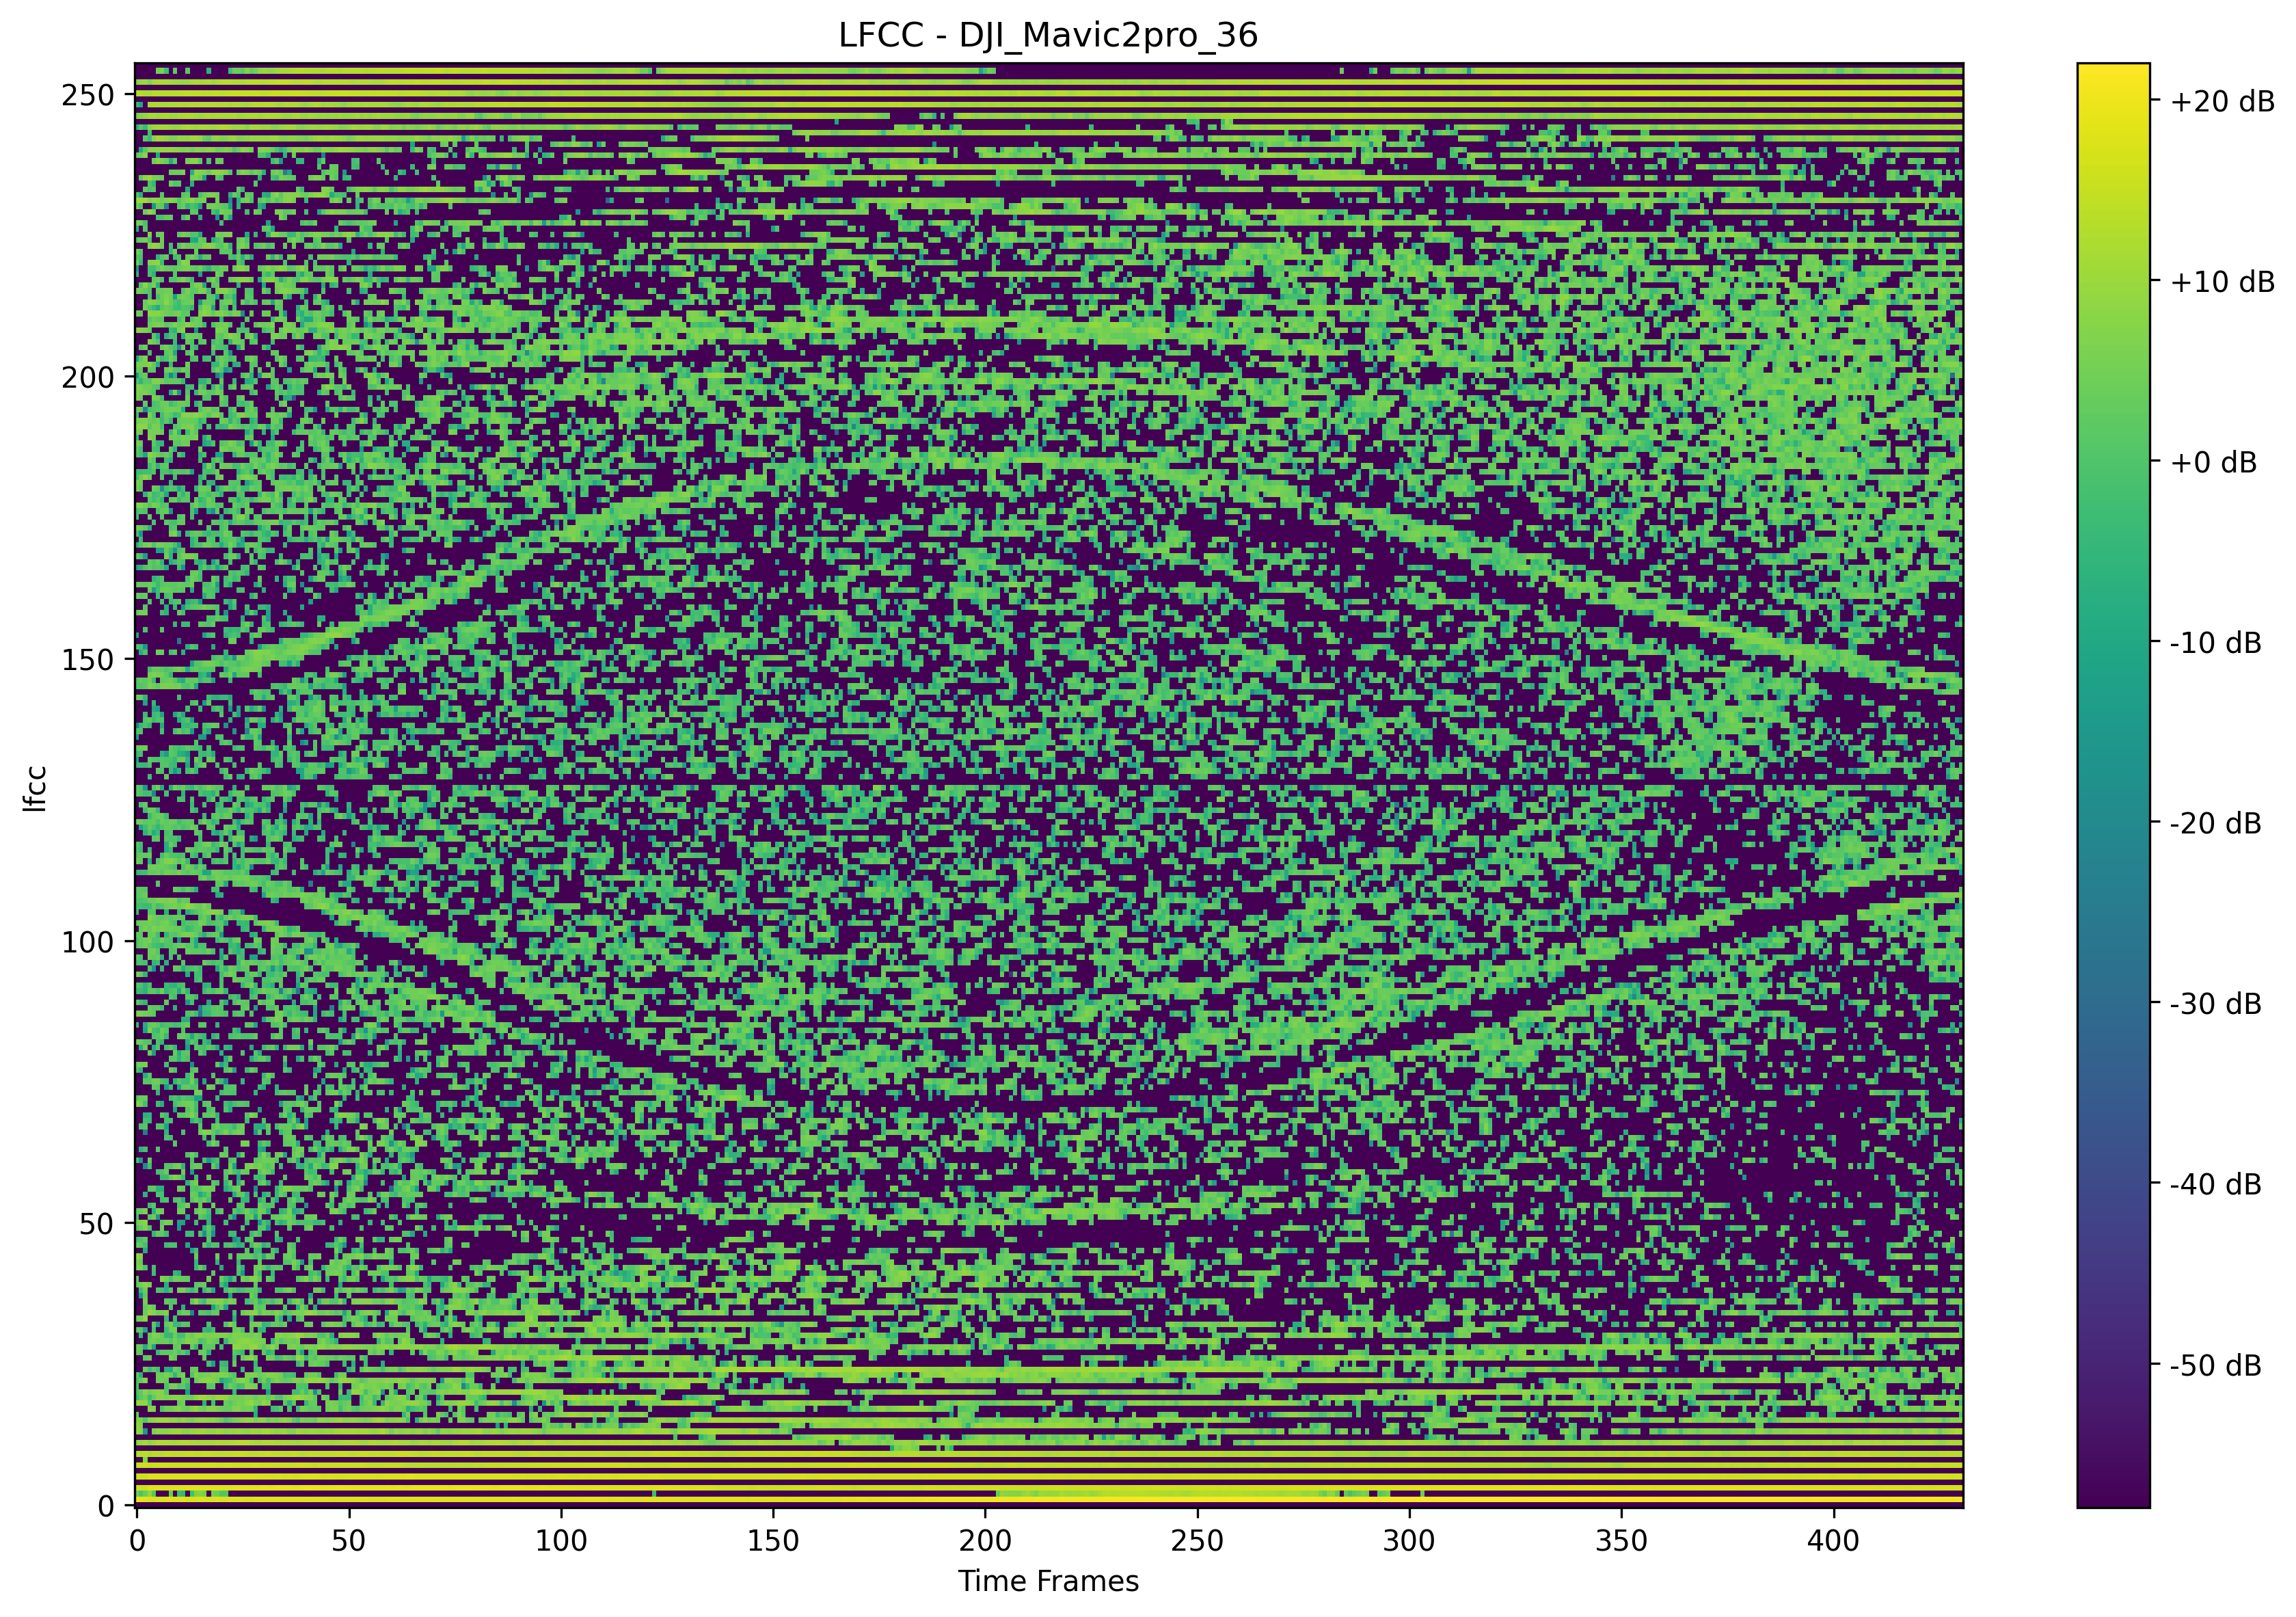 LFCC - DJI_Mavic2pro_36
250
200
150
100
50
0
lfcc
0 50 100 150 200 250 300 350 400
Time Frames
+20 dB
+10 dB
+0 dB
-10 dB
-20 dB
-30 dB
-40 dB
-50 dB